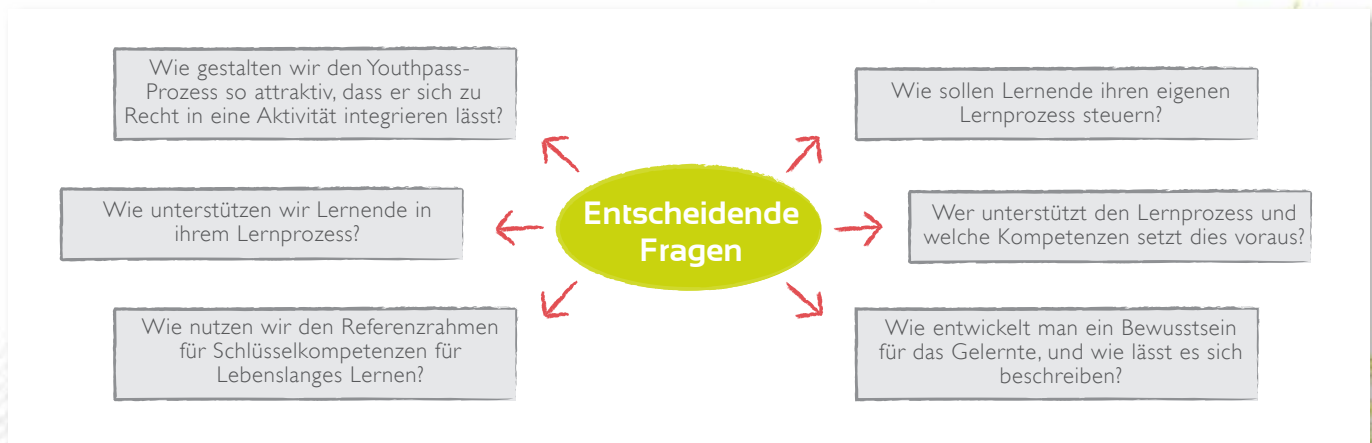 Wie gestalten wir den Youthpass-
Prozess so attraktiv, dass er sich zu
Recht in eine Aktivität integrieren lässt?
Wie sollen Lernende ihren eigenen
Lernprozess steuern?
Wie unterstützen wir Lernende in
ihrem Lernprozess?
Entscheidende
Fragen
Wer unterstützt den Lernprozess und
welche Kompetenzen setzt dies voraus?
Wie nutzen wir den Referenzrahmen
für Schlüsselkompetenzen für
Lebenslanges Lernen?
Wie entwickelt man ein Bewusstsein
für das Gelernte, und wie lässt es sich
beschreiben?